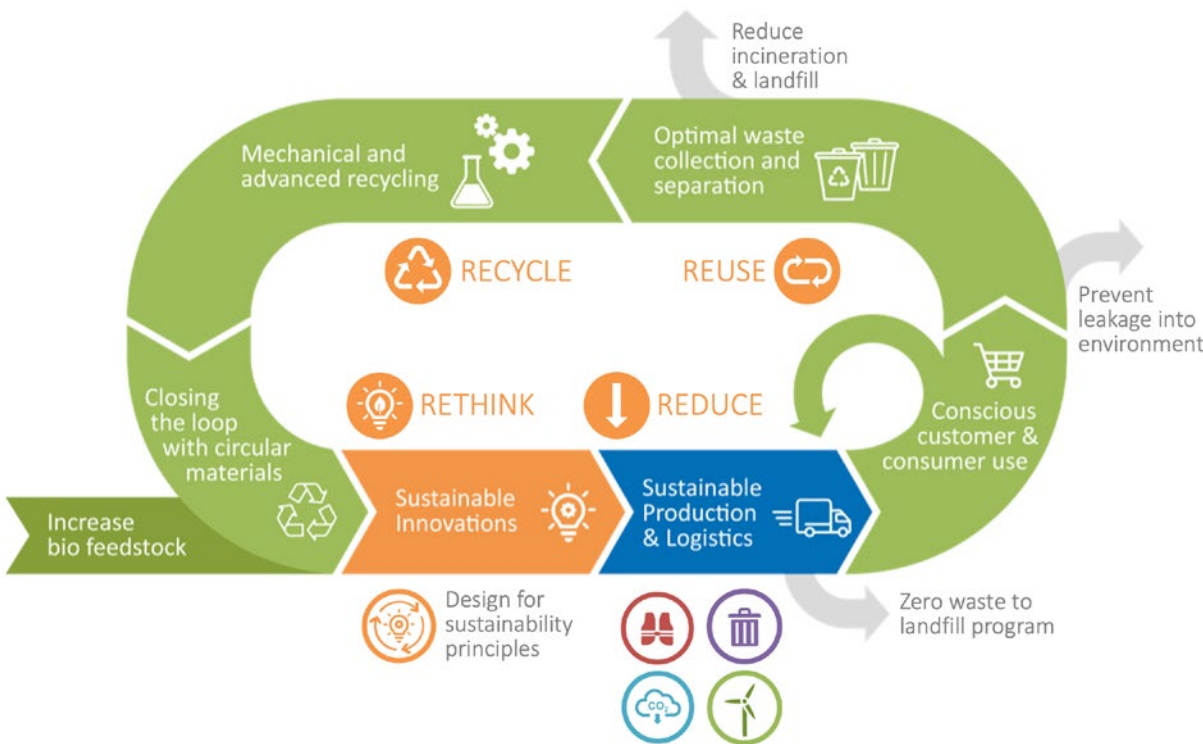 Reduce
incineration
& landfill
Mechanical and
advanced recycling
Optimal waste
collection and
separation
RECYCLE
REUSE
Prevent
leakage into
environment
RETHINK
REDUCE
Closing
the loop
with circular
materials
Conscious
customer &
consumer use
Increase
bio feedstock
Sustainable
Innovations
Sustainable
Production
& Logistics
Design for
sustainability
principles
Zero waste to
landfill program
CO₂